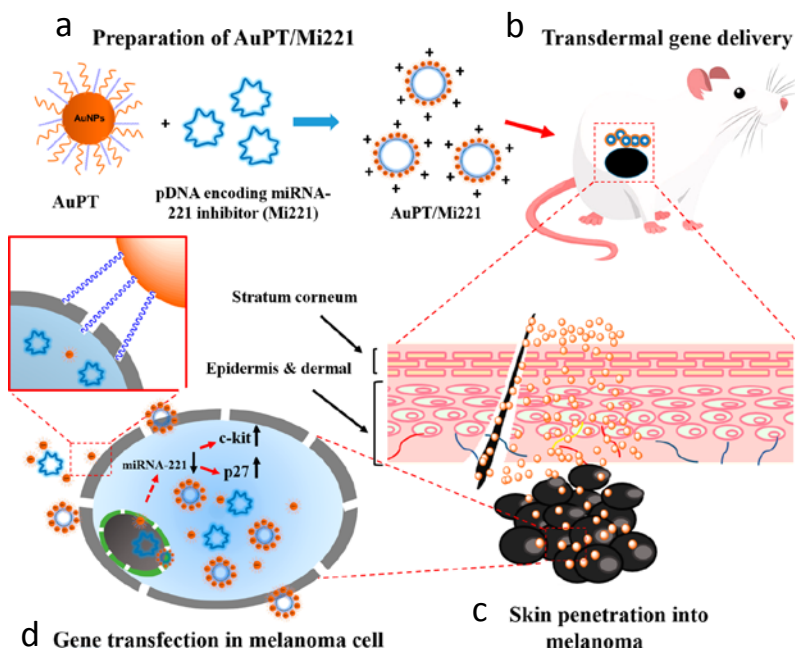 a
Preparation of AuPT/Mi221
b
Transdermal gene delivery
AuNPs
+
+ + + + + + + + + + + + + + + + + + + +
AuPT
pDNA encoding miRNA-
221 inhibitor (Mi221)
AuPT/Mi221
Stratum corneum
Epidermis & dermal
c-kit
miRNA-221
p27
c
Skin penetration into
melanoma
d
Gene transfection in melanoma cell